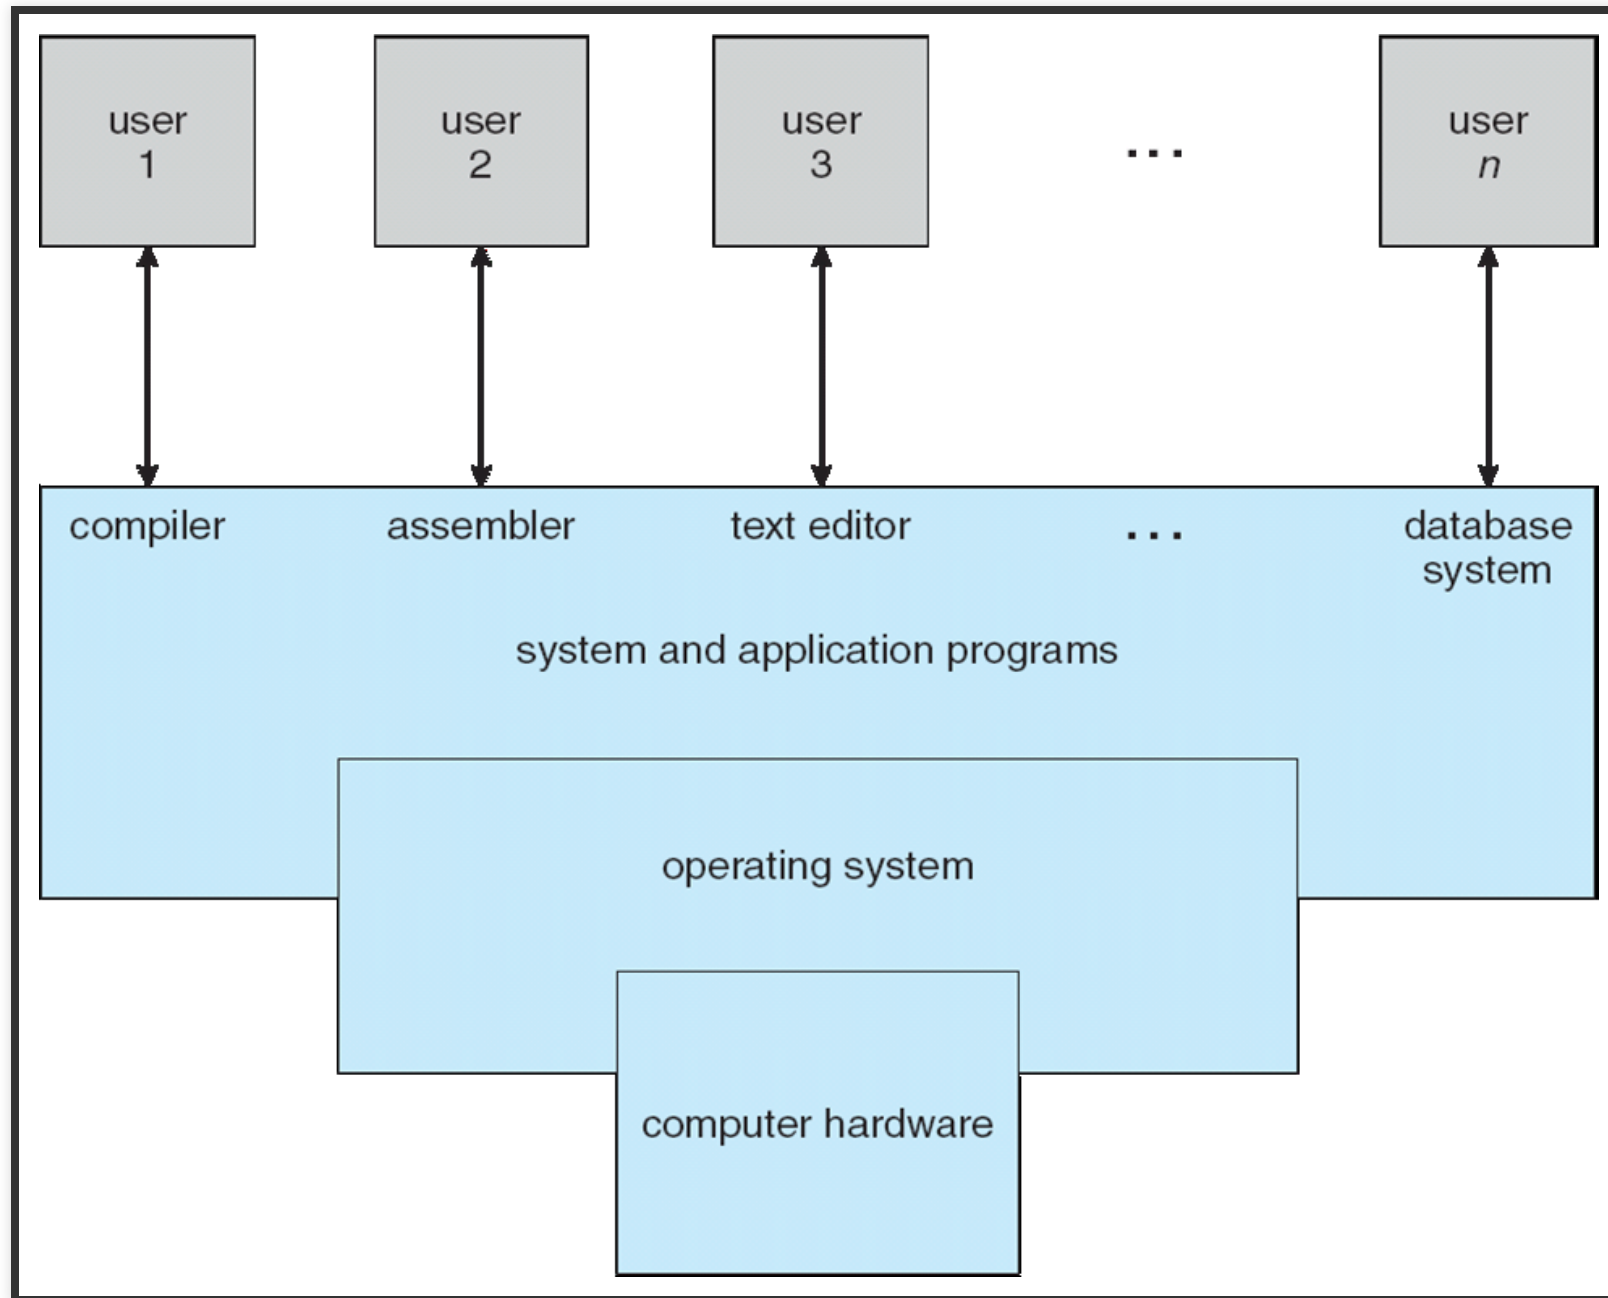 user
1
user
2
user
3
...
user
n
compiler
assembler
text editor
...
database
system
system and application programs
operating system
computer hardware